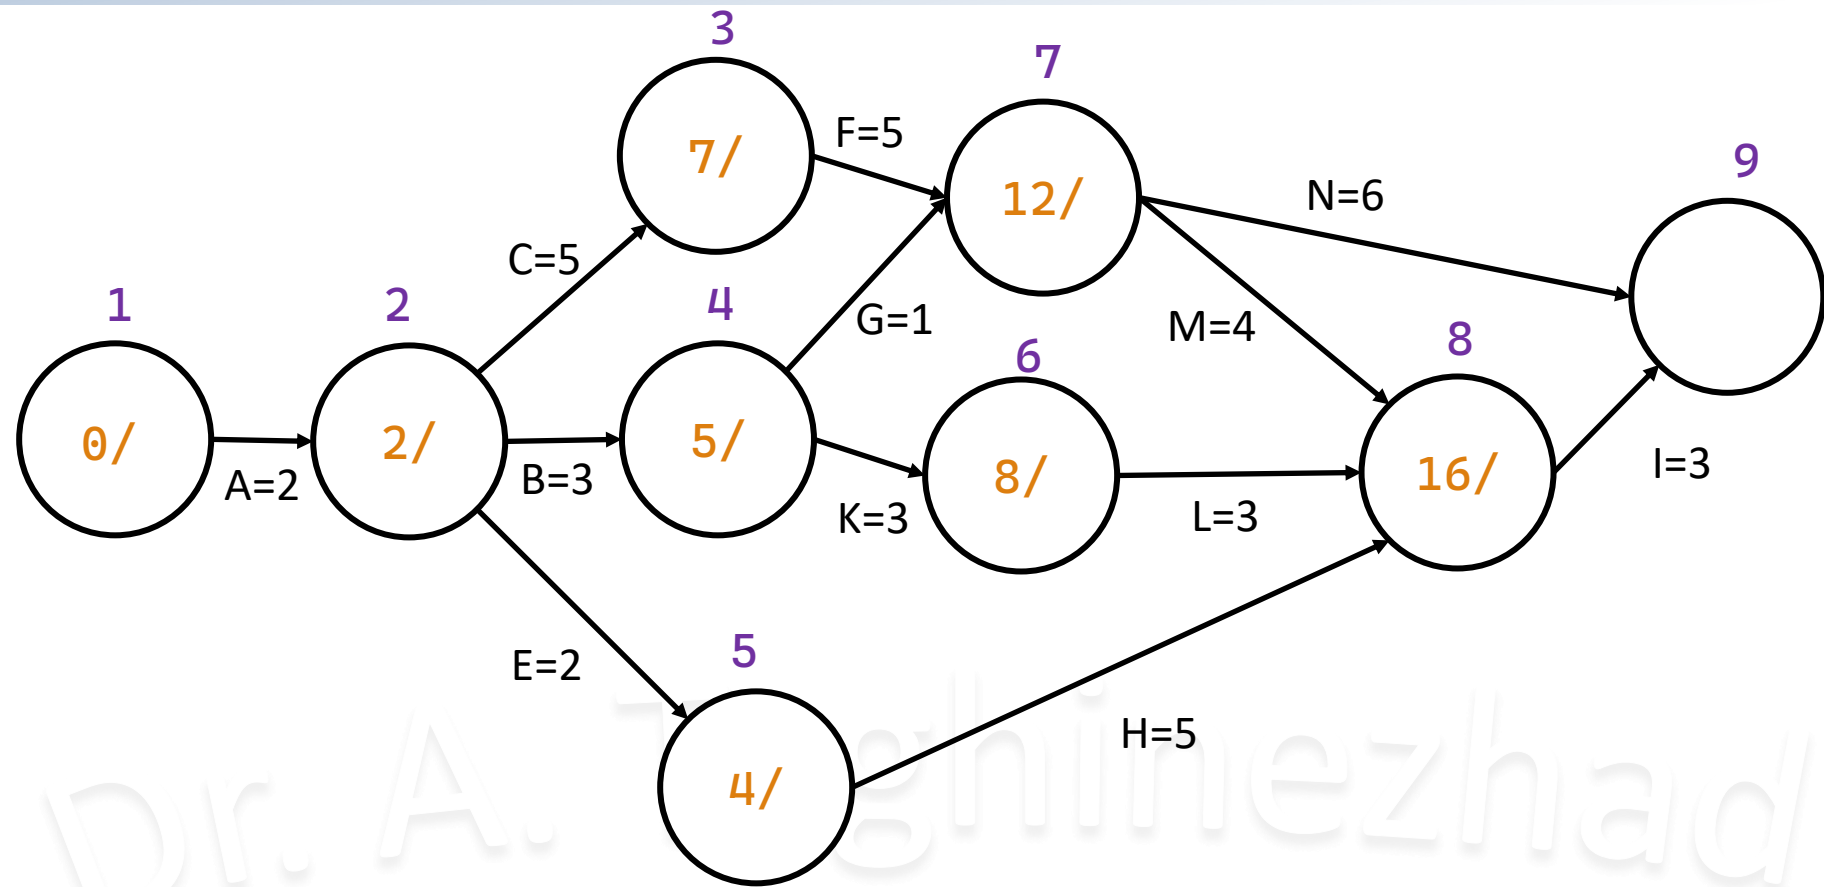 3
7
7/
F=5
12/
9
N=6
C=5
1
2
4
G=1
M=4
8
6
0/
2/
5/
8/
16/
A=2
B=3
K=3
L=3
I=3
E=2
5
4/
H=5
Dr. A. Taghinezhad